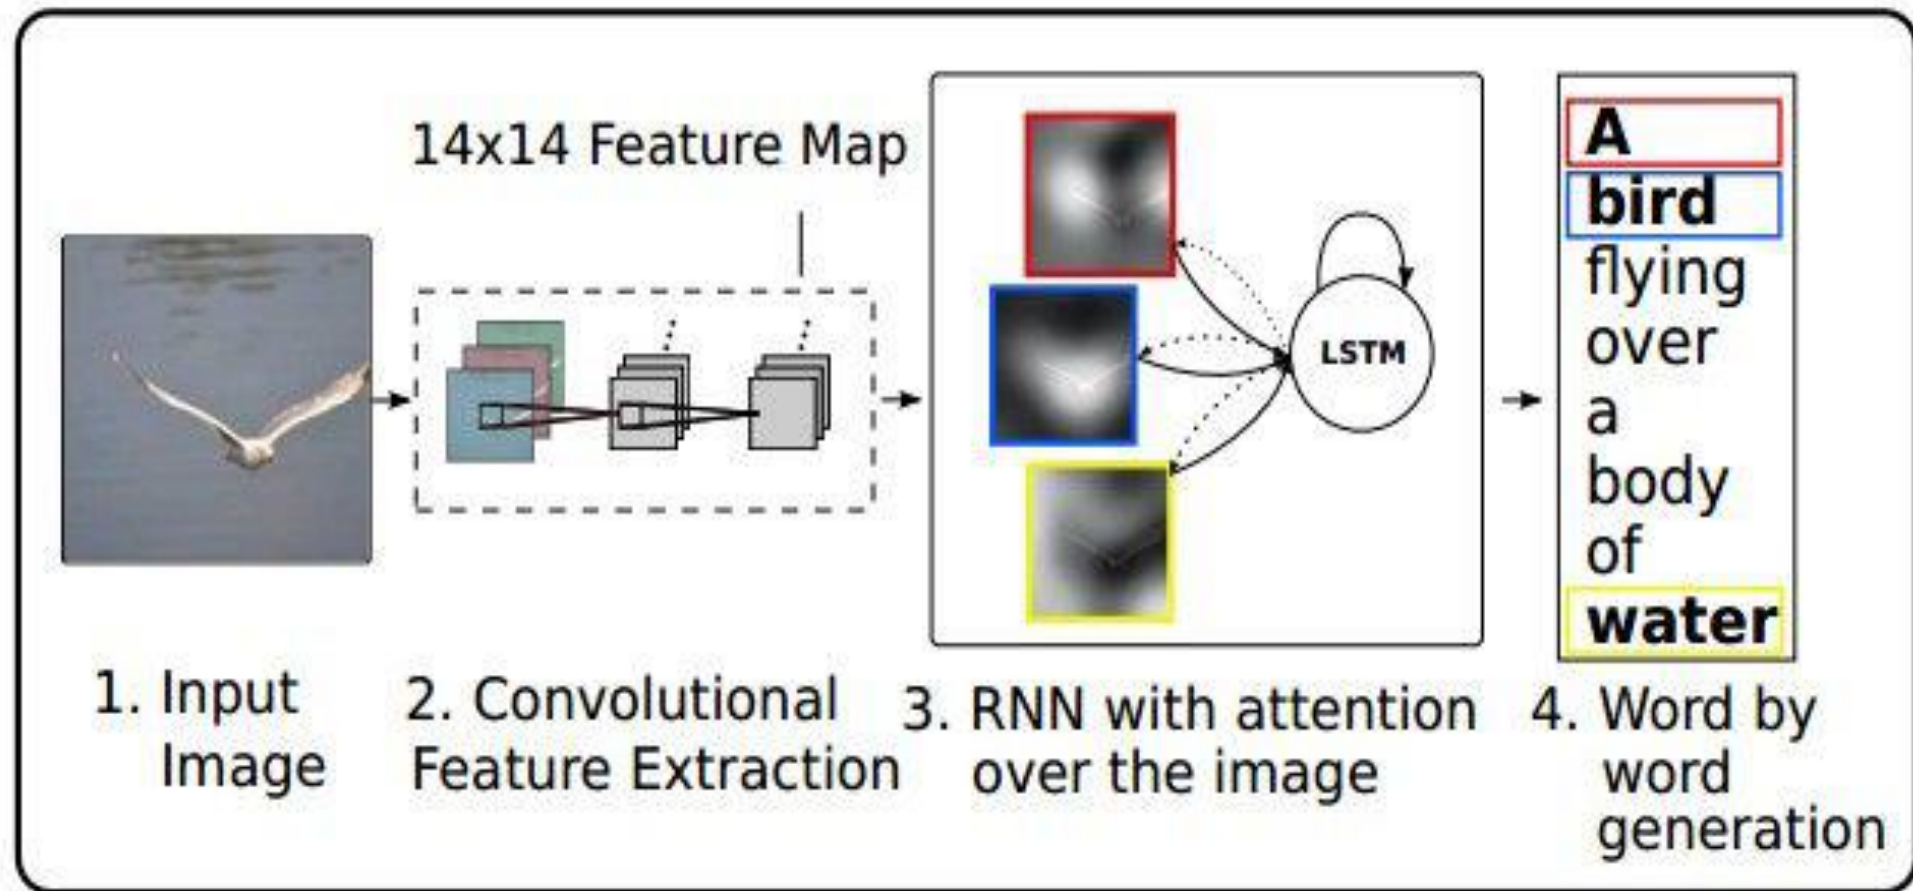 14x14 Feature Map
LSTM
A
bird
flying
over
a
body
of
water
1. Input
Image
2. Convolutional
Feature Extraction
3. RNN with attention
over the image
4. Word by
word
generation